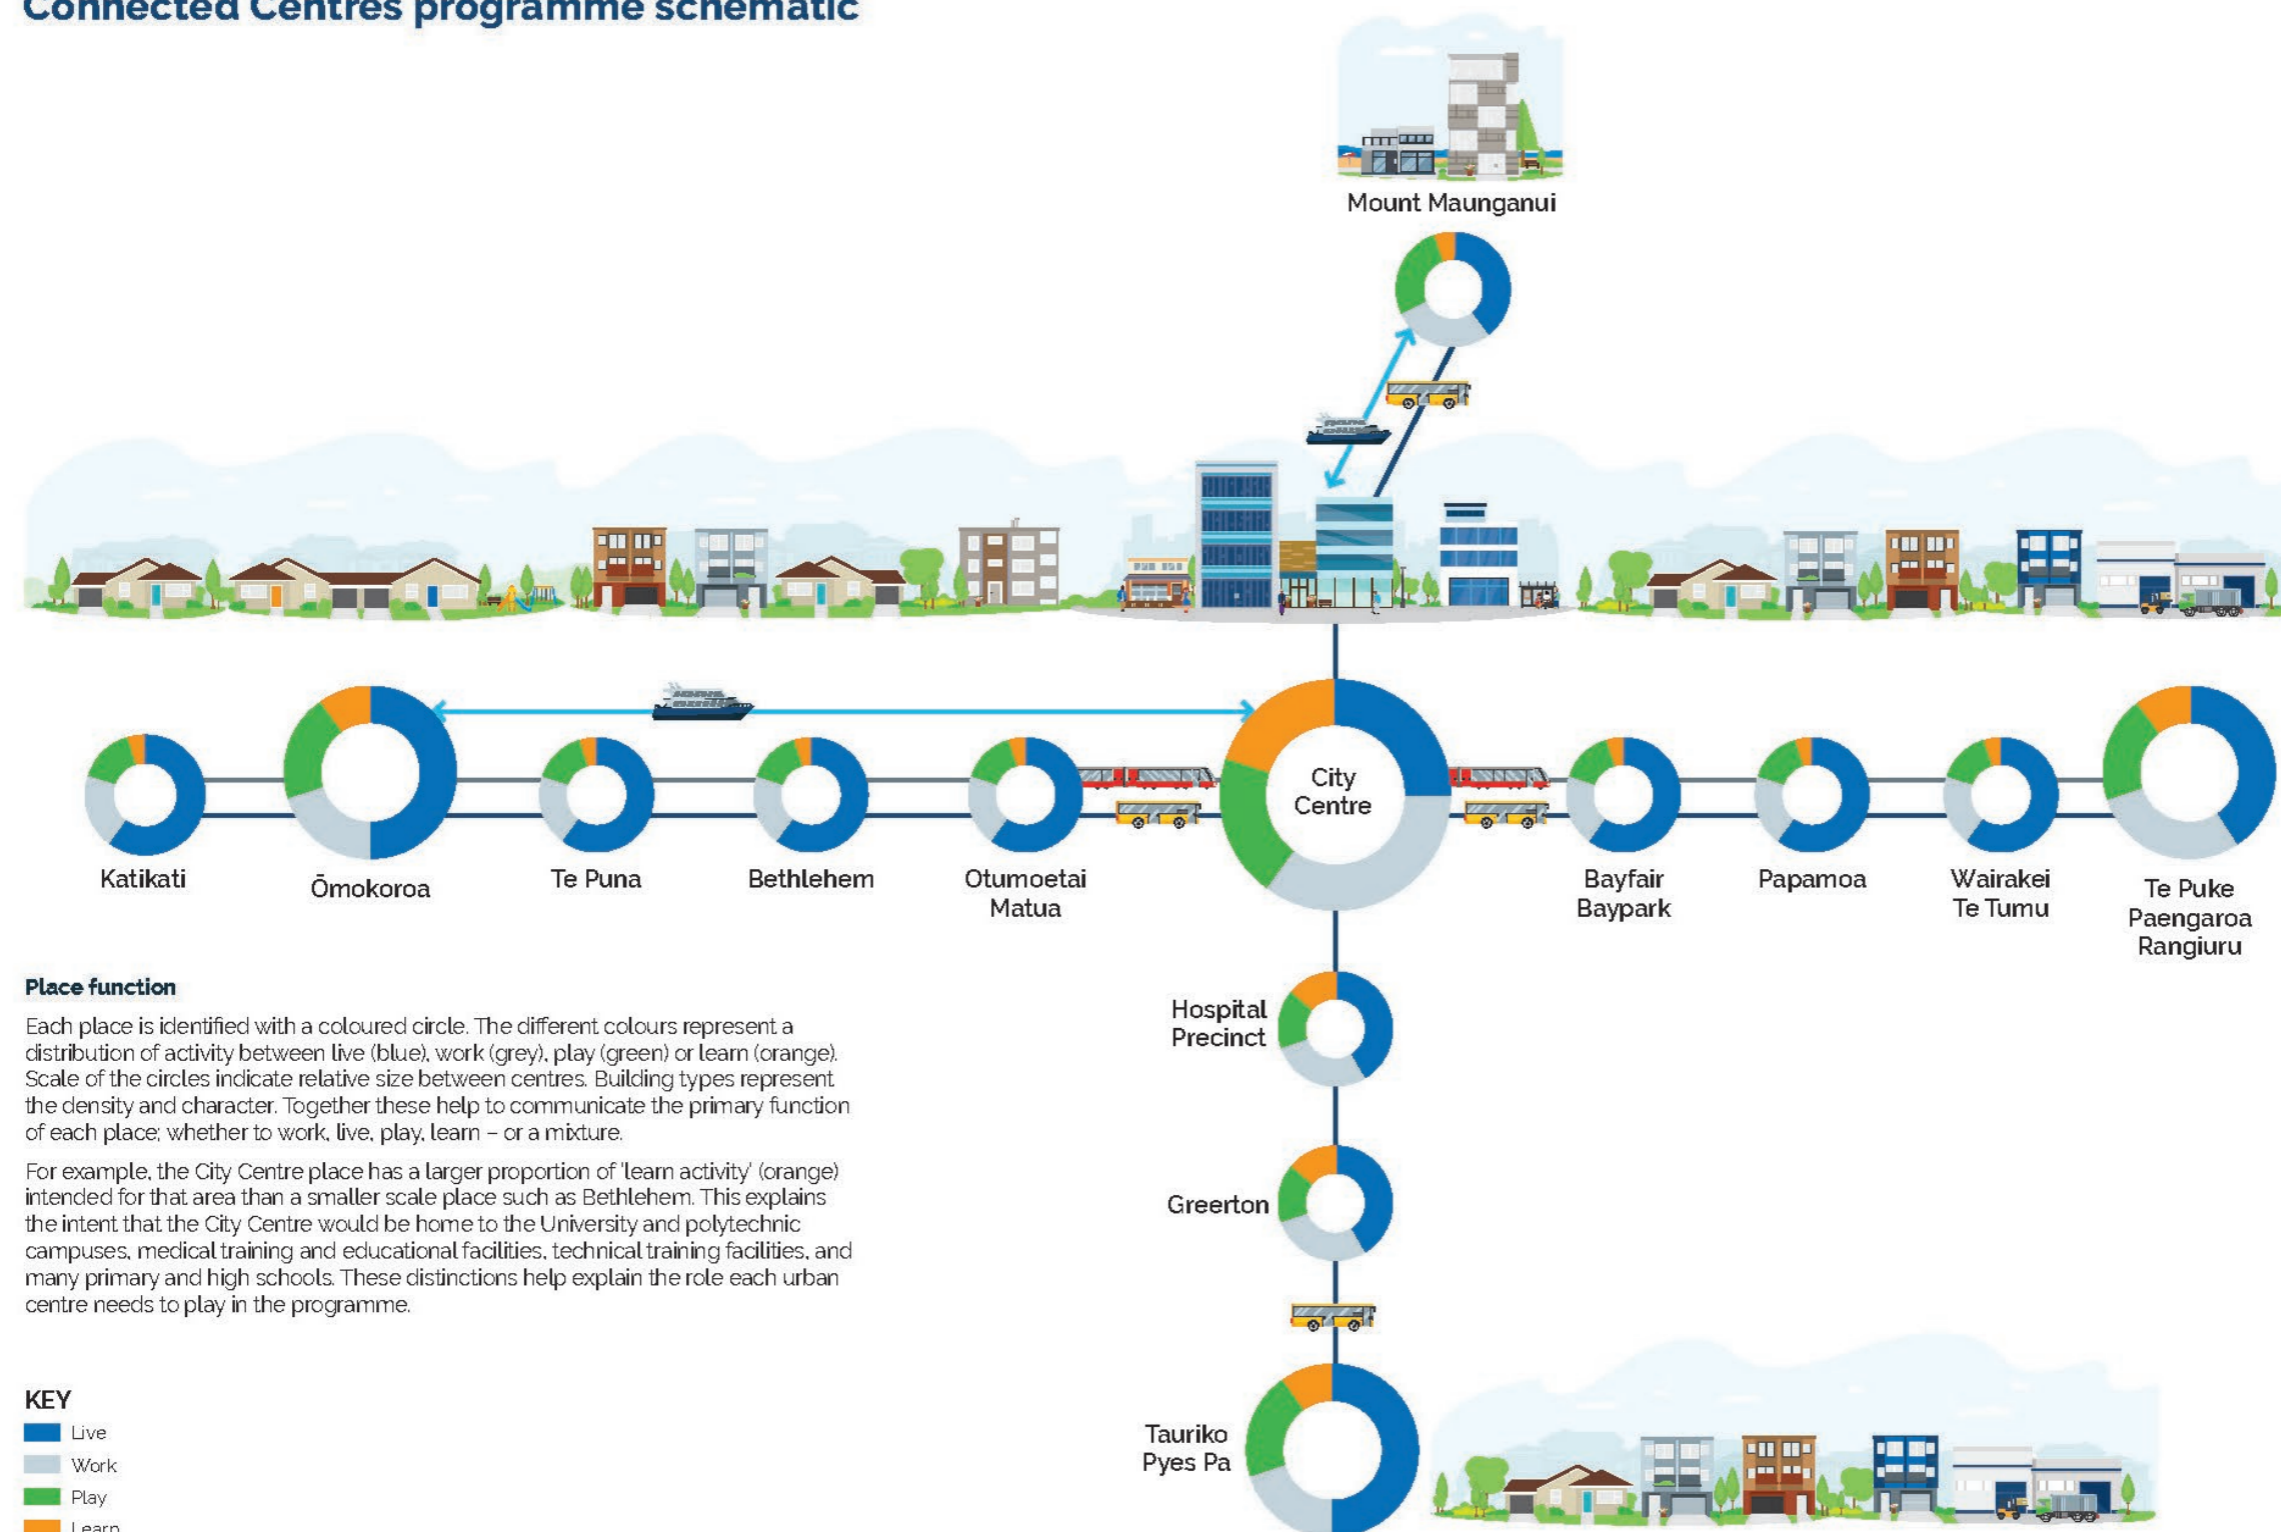 Connected Centres programme schematic
Mount Maunganui
City
Centre
Katikati
Ōmokoroa
Te Puna
Bethlehem
Otumoetai
Matua
Bayfair
Baypark
Papamoa
Wairakei
Te Tumu
Te Puke
Paengaroa
Rangiuru
Hospital
Precinct
Greerton
Tauriko
Pyes Pa
Place function
Each place is identified with a coloured circle. The different colours represent a
distribution of activity between live (blue), work (grey), play (green) or learn (orange).
Scale of the circles indicate relative size between centres. Building types represent
the density and character. Together these help to communicate the primary function
of each place; whether to work, live, play, learn – or a mixture.
For example, the City Centre place has a larger proportion of 'learn activity' (orange)
intended for that area than a smaller scale place such as Bethlehem. This explains
the intent that the City Centre would be home to the University and polytechnic
campuses, medical training and educational facilities, technical training facilities, and
many primary and high schools. These distinctions help explain the role each urban
centre needs to play in the programme.
KEY
Live
Work
Play
Learn